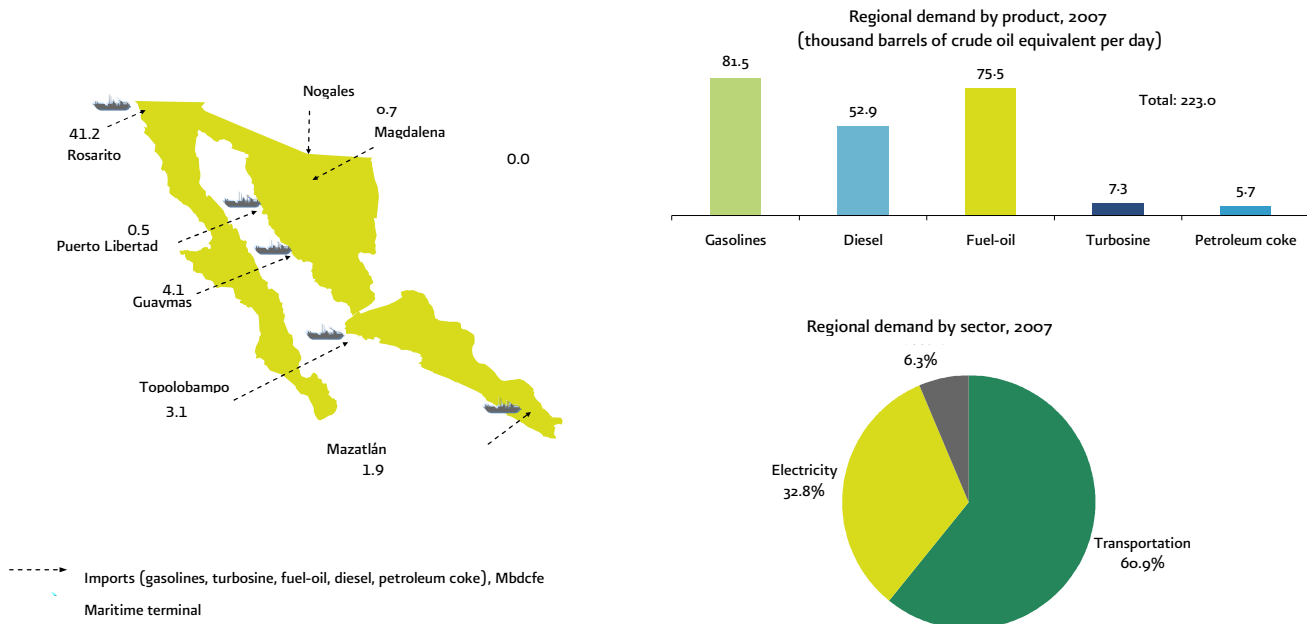 Nogales
0.7
Magdalena
0.0
41.2
Rosarito
0.5
Puerto Libertad
4.1
Guaymas
Topolobampo
3.1
Mazatlán
1.9
Imports (gasolines, turbosine, fuel-oil, diesel, petroleum coke), Mbdcfe
Maritime terminal
Regional demand by product, 2007
(thousand barrels of crude oil equivalent per day)
81.5
52.9
75.5
7.3
5.7
Total: 223.0
Gasolines
Diesel
Fuel-oil
Turbosine
Petroleum coke
Regional demand by sector, 2007
6.3%
Electricity
32.8%
Transportation
60.9%